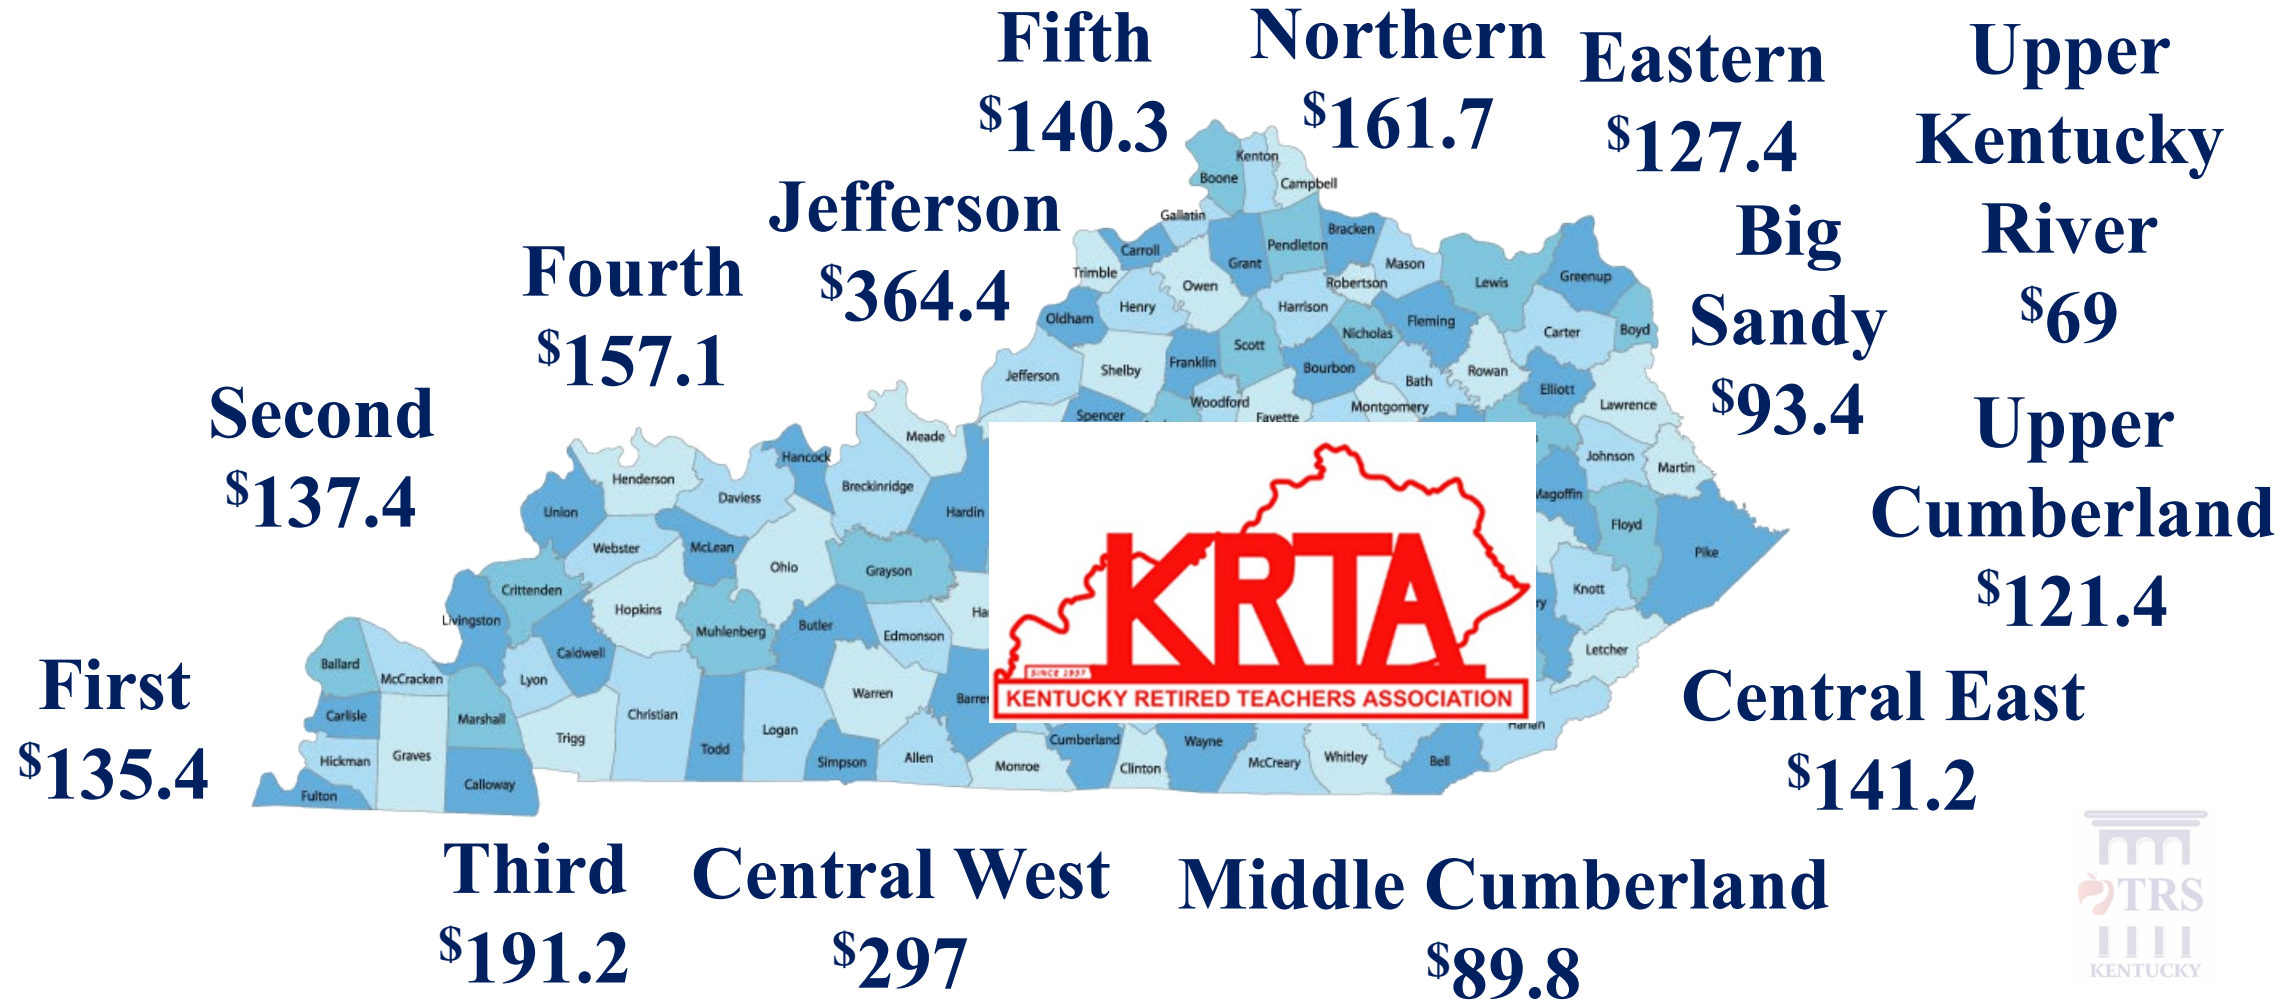 Fifth
$140.3
Northern
$161.7
Eastern
$127.4
Upper
Kentucky
River
$69
Jefferson
$364.4
Big
Sandy
$93.4
Fourth
$157.1
Second
$137.4
Upper
Cumberland
$121.4
First
$135.4
Central East
$141.2
Third
$191.2
Central West
$297
Middle Cumberland
$89.8
Kenton
Boone
Campbell
Gallatin
Carroll
Grant
Pendleton
Bracken
Trimble
Owen
Robertson
Mason
Lewis
Greenup
Oldham
Henry
Harrison
Nicholas
Fleming
Carter
Boyd
Jefferson
Shelby
Franklin
Scott
Bourbon
Bath
Rowan
Elliott
Lawrence
Spencer
Woodford
Fayette
Montgomery
Meade
Hancock
Breckinridge
Hardin
Henderson
Daviess
Union
Webster
McLean
Ohio
Grayson
Johnson
Martin
Magoffin
Floyd
Pike
Knott
Letcher
Crittenden
Livingston
Hopkins
Muhlenberg
Butler
Edmonson
Ha
ry
Caldwell
Lyon
Ballard
McCracken
Carlisle
Marshall
Hickman
Graves
Fulton
Calloway
Trigg
Christian
Todd
Logan
Warren
Barre
Simpson
Allen
Monroe
Cumberland
Clinton
Wayne
McCreary
Whitley
Bell
Harlan
KRTA
SINCE 1957
KENTUCKY RETIRED TEACHERS ASSOCIATION
TRS
KENTUCKY